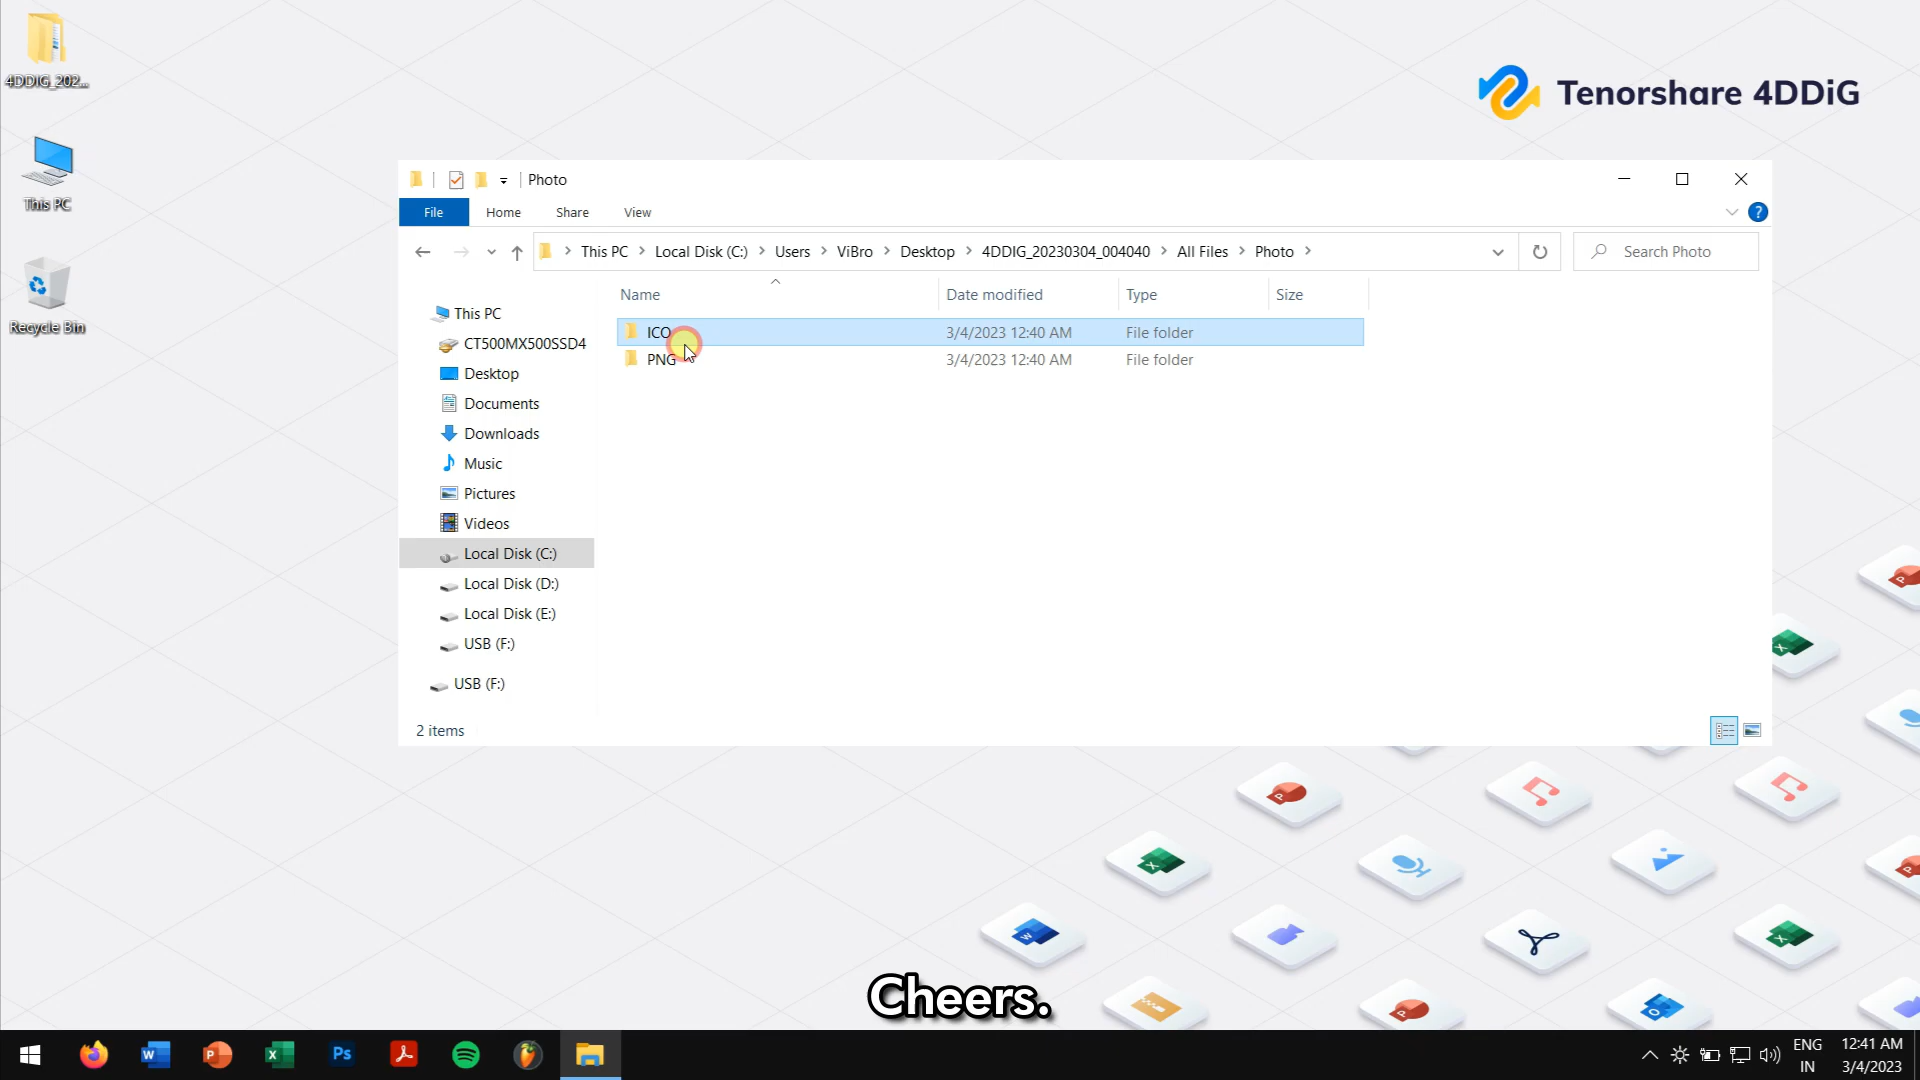 4DDIG_202...
This PC
Recycle Bin
Tenorshare 4DDiG
Photo
File
Home
Share
View
?
This PC
Local Disk (C:)
Users
ViBro
Desktop
4DDIG_20230304_004040
All Files
Photo
Search Photo
Name
Date modified
Type
Size
ICO
3/4/2023 12:40 AM
File folder
PNG
3/4/2023 12:40 AM
File folder
This PC
CT500MX500SSD4
Desktop
Documents
Downloads
Music
Pictures
Videos
Local Disk (C:)
Local Disk (D:)
Local Disk (E:)
USB (F:)
USB (F:)
2 items
Cheers.
Ps
ENG
IN
12:41 AM
3/4/2023